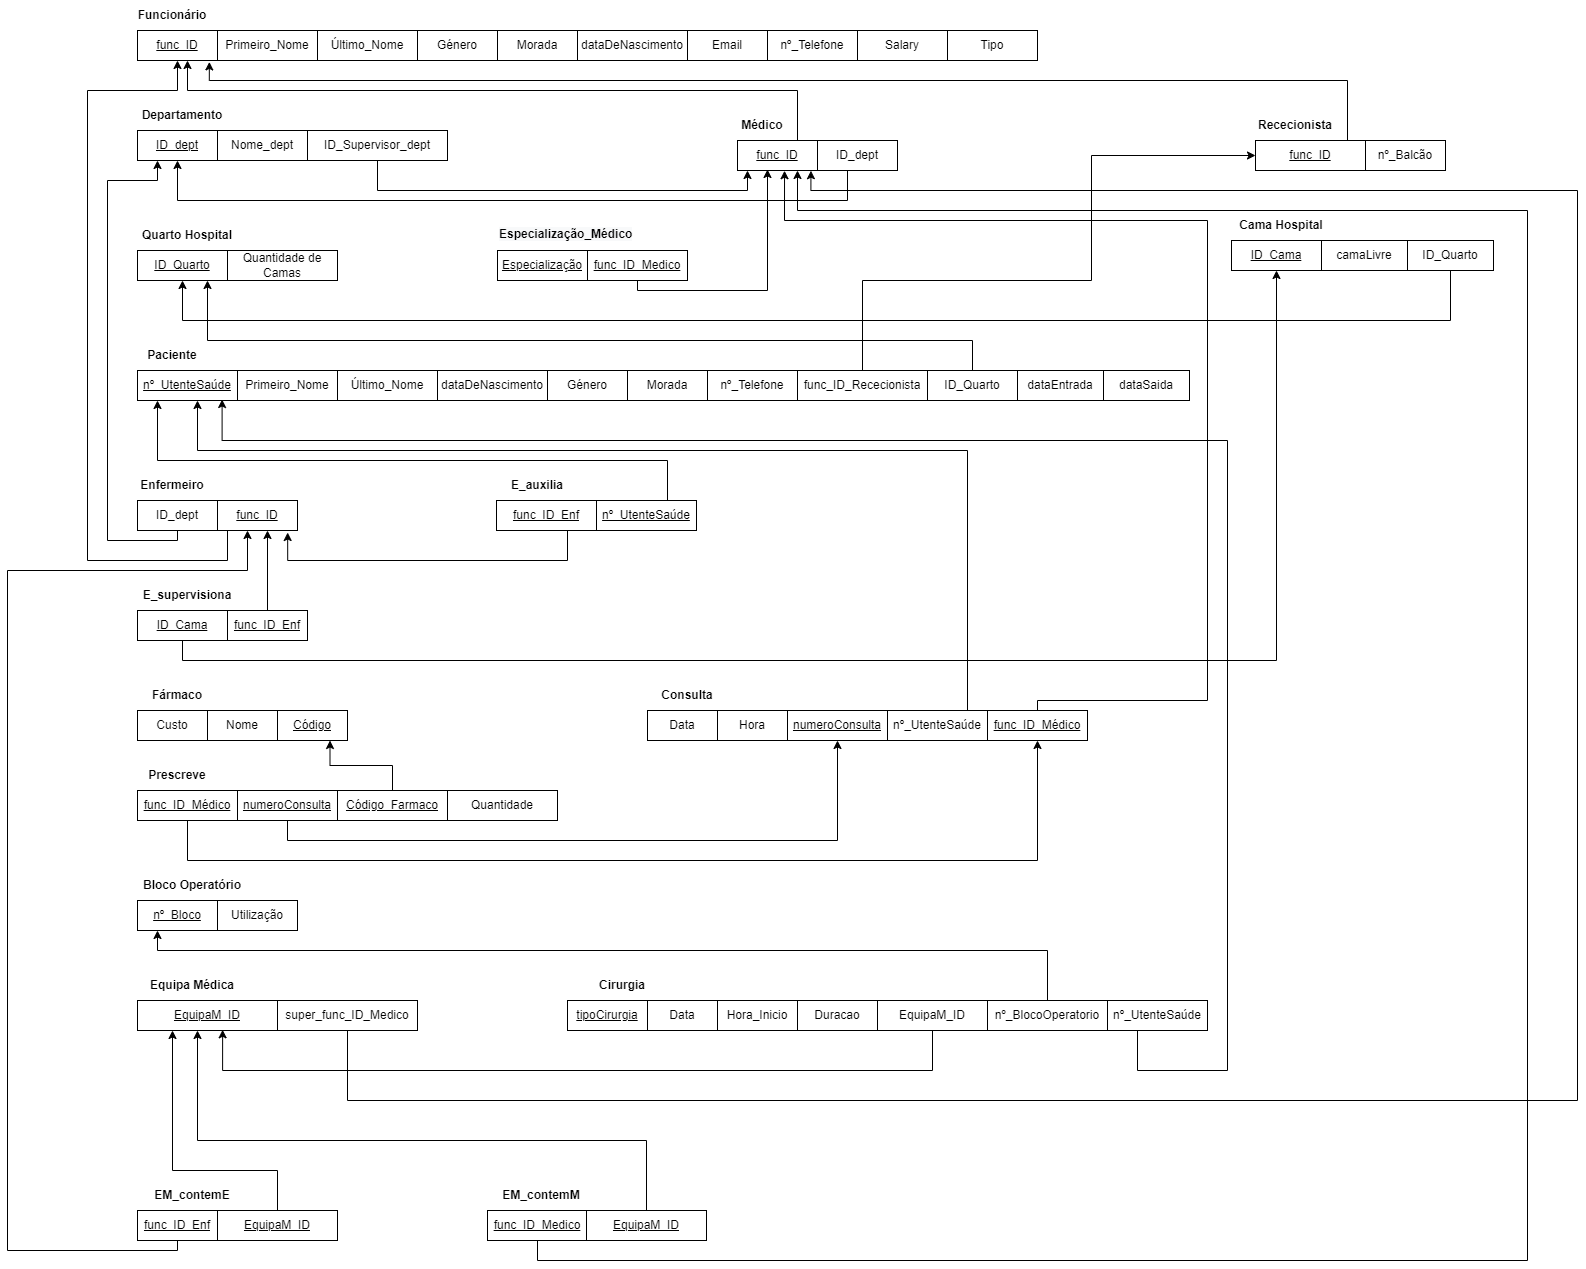 Funcionário
func_ID Primeiro_Nome Último_Nome Género Morada dataDeNascimento Email nº_Telefone Salary Tipo
Departamento
ID_dept Nome_dept ID_Supervisor_dept
Médico
func_ID ID_dept
Rececionista
func_ID nº_Balcão
Quarto Hospital
ID_Quarto Quantidade de
Camas
Especialização_Médico
Especialização func_ID_Medico
Cama Hospital
ID_Cama camaLivre ID_Quarto
Paciente
nº_UtenteSaúde Primeiro_Nome Último_Nome dataDeNascimento Género Morada nº_Telefone func_ID_Rececionista ID_Quarto dataEntrada dataSaida
Enfermeiro
ID_dept func_ID
E_auxilia
func_ID_Enf nº_UtenteSaúde
E_supervisiona
ID_Cama func_ID_Enf
Fármaco
Custo Nome Código
Consulta
Data Hora numeroConsulta nº_UtenteSaúde func_ID_Médico
Prescreve
func_ID_Médico numeroConsulta Código_Farmaco Quantidade
Bloco Operatório
nº_Bloco Utilização
Equipa Médica
EquipaM_ID super_func_ID_Medico
Cirurgia
tipoCirurgia Data Hora_Inicio Duracao EquipaM_ID nº_BlocoOperatorio nº_UtenteSaúde
EM_contemE
func_ID_Enf EquipaM_ID
EM_contemM
func_ID_Medico EquipaM_ID